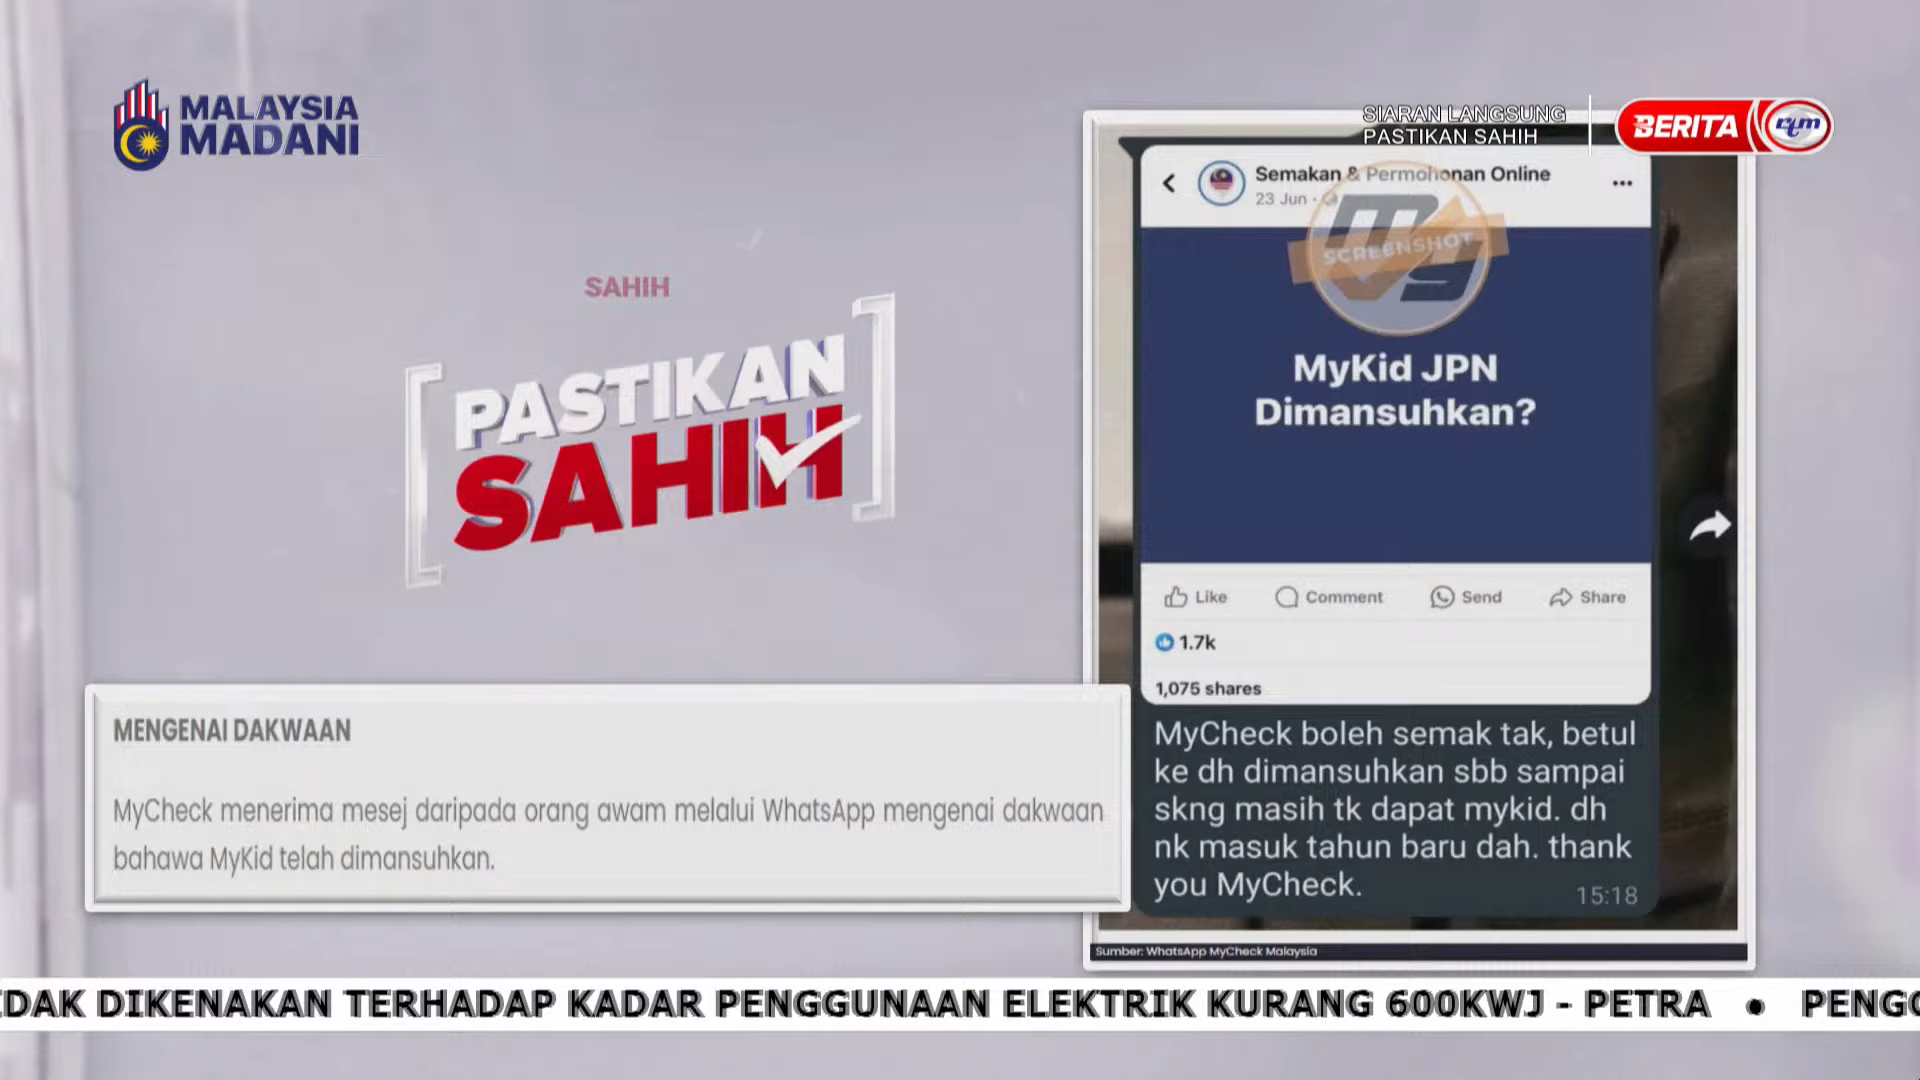 MALAYSIA
MADANI
SIARAN LANGSUNG
PASTIKAN SAHIH
BERITA rtm
SAHIH
PASTIKAN
SAHIH
Semakan & Permohonan Online
23 Jun
SCREENSHOT
MyKid JPN
Dimansuhkan?
Like Comment Send Share
1.7k
1,075 shares
MyCheck boleh semak tak, betul
ke dh dimansuhkan sbb sampai
skng masih tk dapat mykid. dh
nk masuk tahun baru dah. thank
you MyCheck.
15:18
Sumber: WhatsApp MyCheck Malaysia
MENGENAI DAKWAAN
MyCheck menerima mesej daripada orang awam melalui WhatsApp mengenai dakwaan
bahawa MyKid telah dimansuhkan.
IDAK DIKENAKAN TERHADAP KADAR PENGGUNAAN ELEKTRIK KURANG 600KWJ - PETRA • PENGG